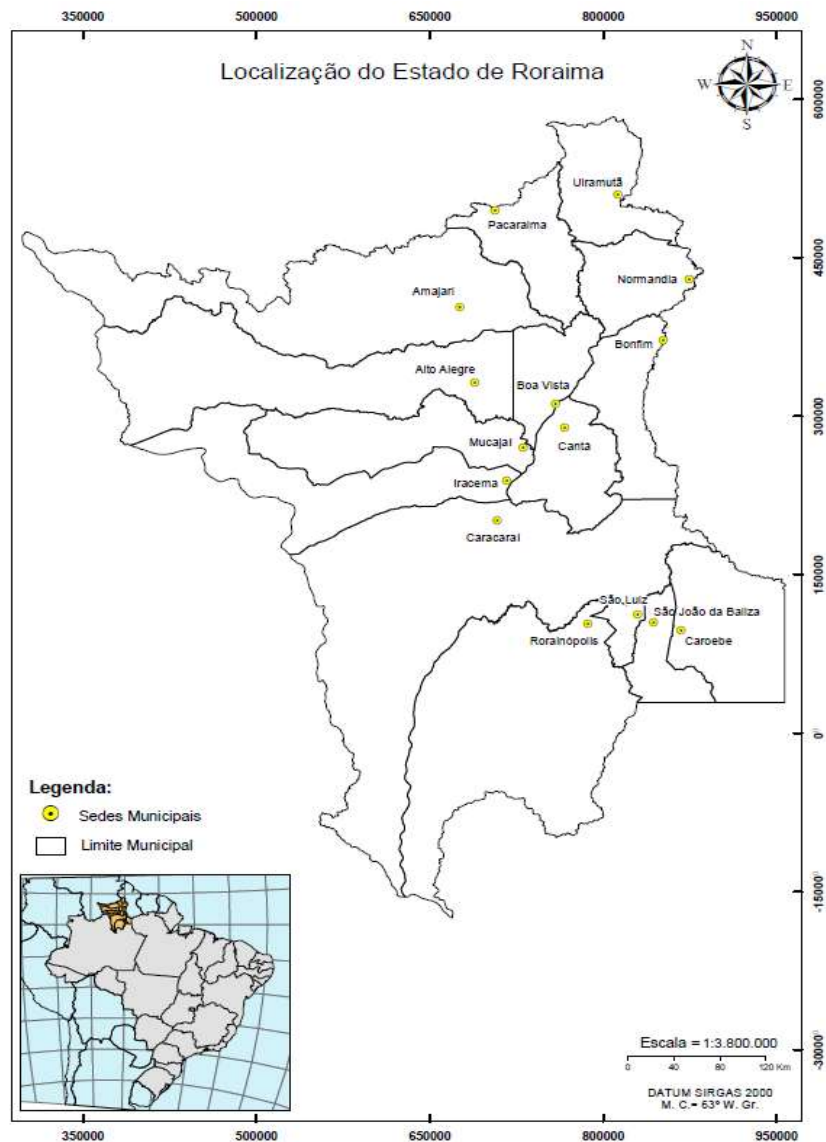 350000 500000 650000 800000 950000
Localização do Estado de Roraima
N
W E
S
600000
Uiramutã
Pacaraima
450000
Normandia
Amajari
Bonfim
Alto Alegre
Boa Vista
300000
Mucajaí
Cantá
Iracema
Caracaraí
150000
São Luiz
São João da Baliza
Rorainópolis
Caroebe
0
Legenda:
Sedes Municipais
Limite Municipal
-150000
Escala = 1:3.800.000
0 20 40 80 120 Km
-300000
DATUM SIRGAS 2000
M. C.= 63º W. Gr.
350000 500000 650000 800000 950000